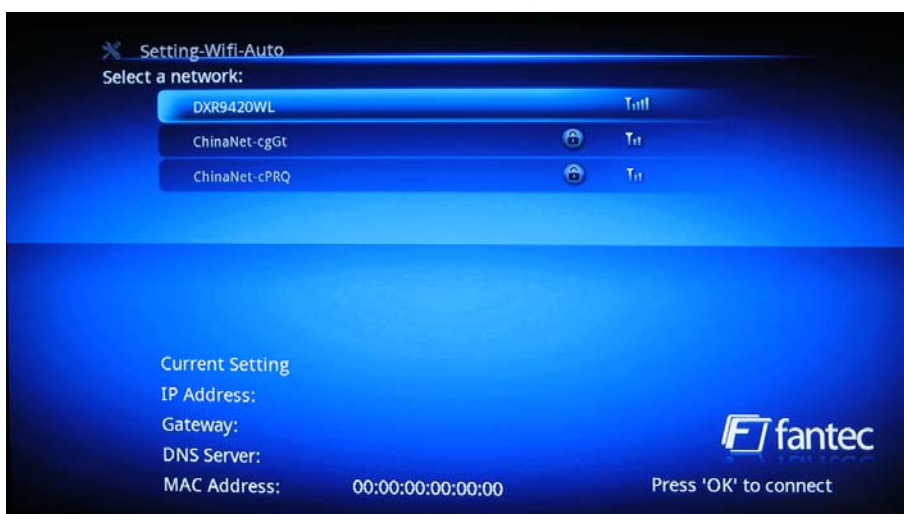 Setting-Wifi-Auto
Select a network:
DXR9420WL
ChinaNet-cgGt
ChinaNet-cPRQ
Current Setting
IP Address:
Gateway:
DNS Server:
MAC Address: 00:00:00:00:00:00
fantec
Press 'OK' to connect